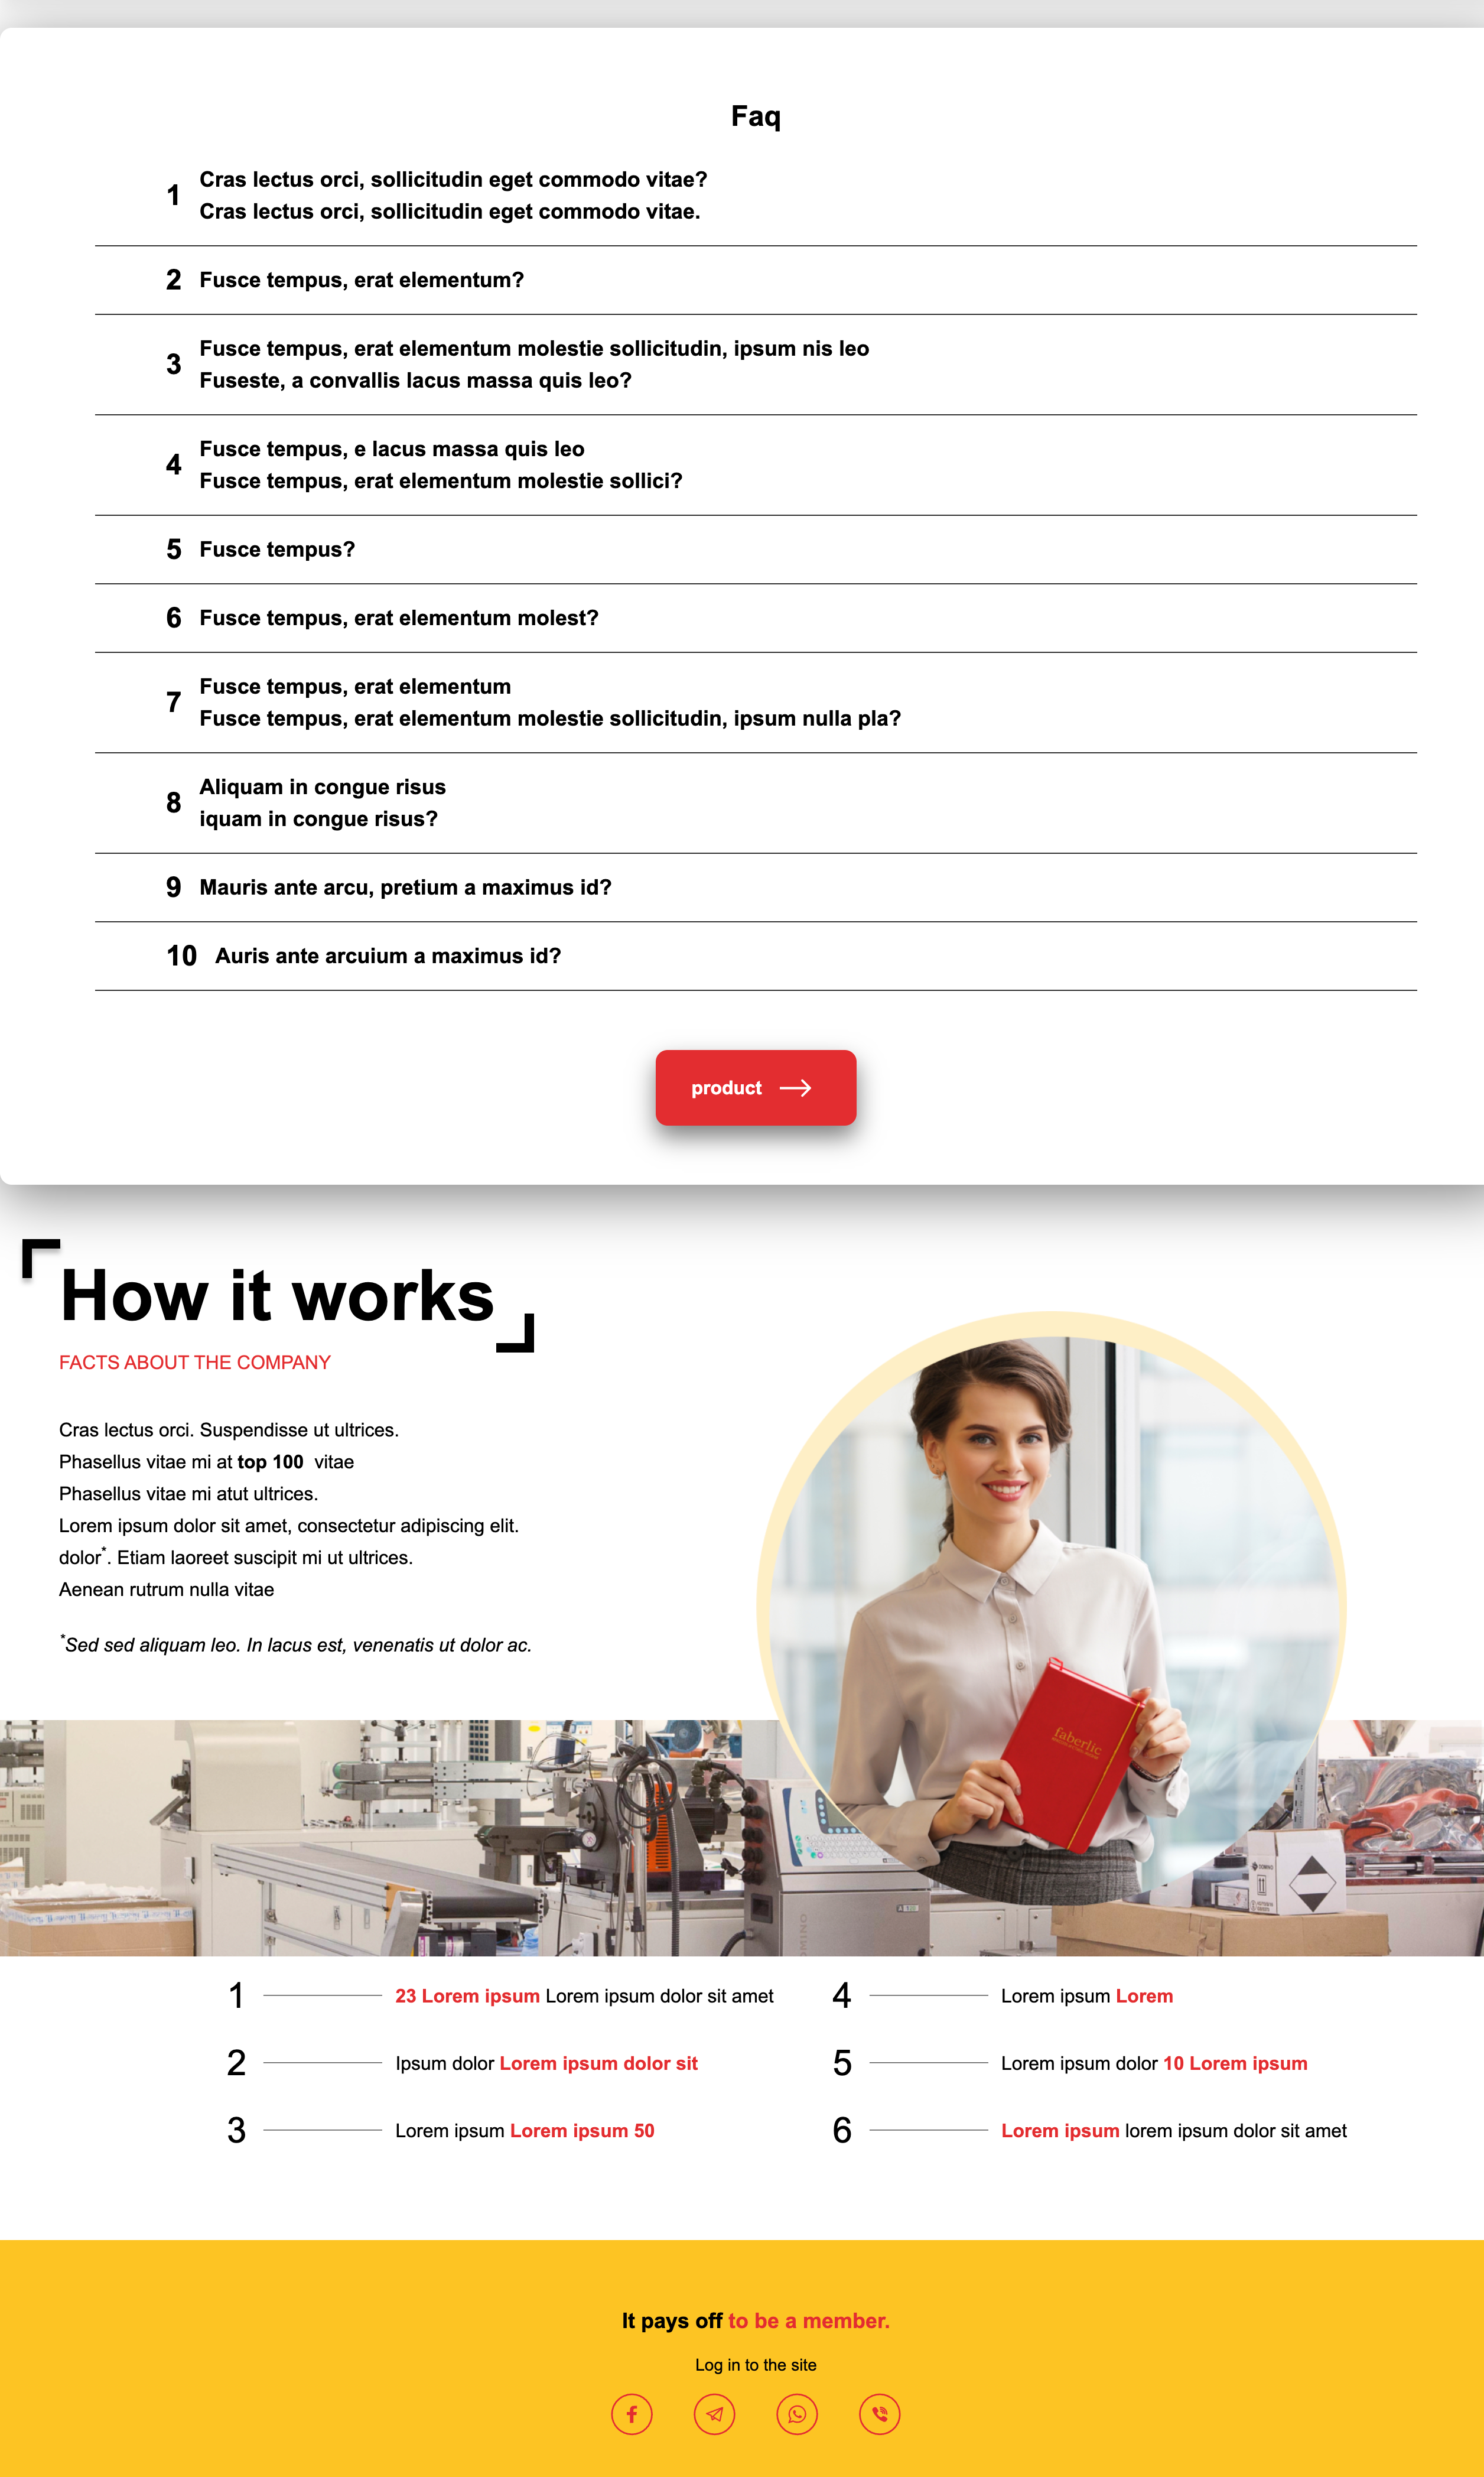 Faq
1
Cras lectus orci, sollicitudin eget commodo vitae?
Cras lectus orci, sollicitudin eget commodo vitae.
2 Fusce tempus, erat elementum?
3
Fusce tempus, erat elementum molestie sollicitudin, ipsum nis leo
Fuseste, a convallis lacus massa quis leo?
4
Fusce tempus, e lacus massa quis leo
Fusce tempus, erat elementum molestie sollici?
5 Fusce tempus?
6 Fusce tempus, erat elementum molest?
7
Fusce tempus, erat elementum
Fusce tempus, erat elementum molestie sollicitudin, ipsum nulla pla?
8
Aliquam in congue risus
iquam in congue risus?
9 Mauris ante arcu, pretium a maximus id?
10 Auris ante arcuium a maximus id?
product
How it works
FACTS ABOUT THE COMPANY
Cras lectus orci. Suspendisse ut ultrices.
Phasellus vitae mi at top 100 vitae
Phasellus vitae mi atut ultrices.
Lorem ipsum dolor sit amet, consectetur adipiscing elit.
dolor*. Etiam laoreet suscipit mi ut ultrices.
Aenean rutrum nulla vitae
*Sed sed aliquam leo. In lacus est, venenatis ut dolor ac.
faberlic
1 23 Lorem ipsum Lorem ipsum dolor sit amet
2 Ipsum dolor Lorem ipsum dolor sit
3 Lorem ipsum Lorem ipsum 50
4 Lorem ipsum Lorem
5 Lorem ipsum dolor 10 Lorem ipsum
6 Lorem ipsum lorem ipsum dolor sit amet
It pays off to be a member.
Log in to the site